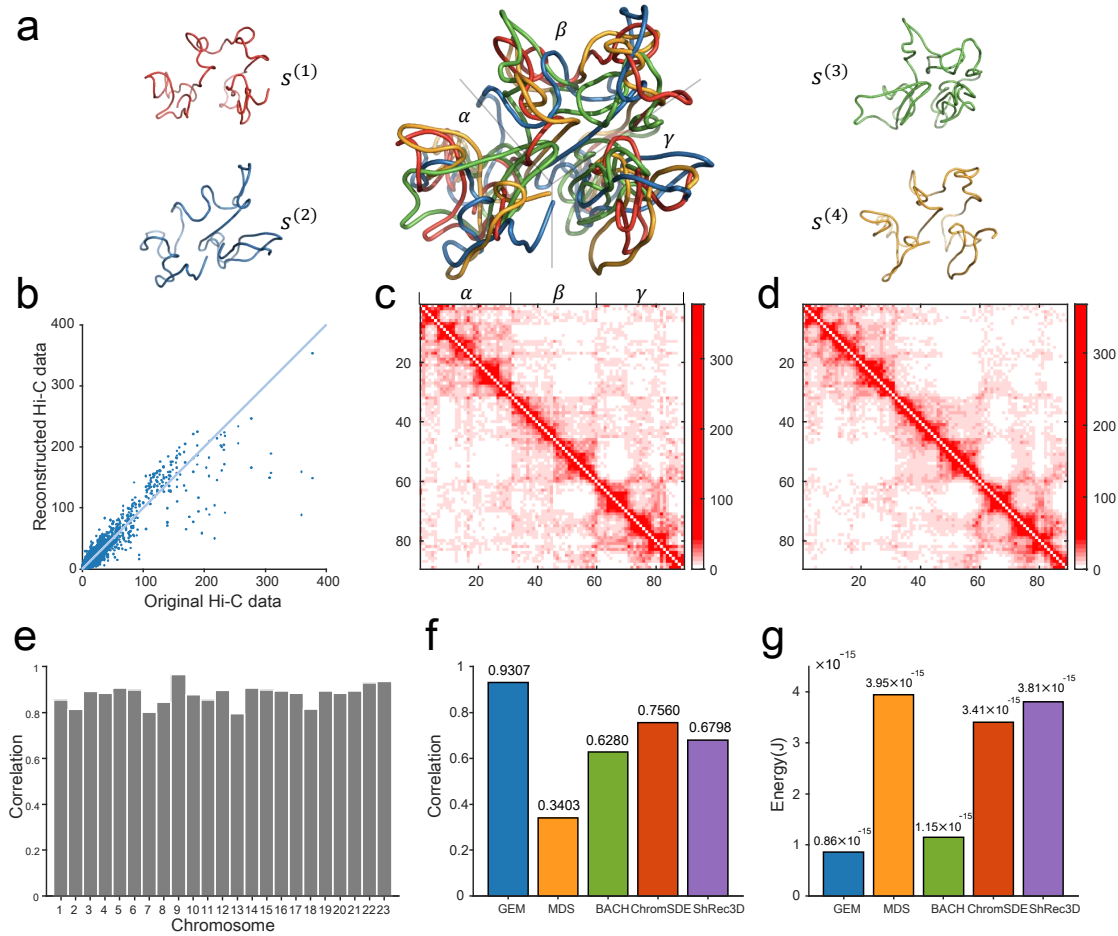 a
s(1)
s(2)
α
β
γ
s(3)
s(4)
b
400
300
200
100
0
0
100
200
300
400
Reconstructed Hi-C data
Original Hi-C data
c
α
β
γ
20
40
60
80
20
40
60
80
300
200
100
0
d
20
40
60
80
20
40
60
80
300
200
100
0
e
1
0.2
0.4
0.6
0.8
0
Correlation
1 2 3 4 5 6 7 8 9 10 11 12 13 14 15 16 17 18 19 20 21 22 23
Chromosome
f
1
0.8
0.6
0.4
0.2
0
Correlation
0.9307
0.3403
0.6280
0.7560
0.6798
GEM MDS BACH ChromSDE ShRec3D
g
×10−15
4
3
2
1
0
Energy(J)
0.86×10−15
3.95×10−15
1.15×10−15
3.41×10−15
3.81×10−15
GEM MDS BACH ChromSDE ShRec3D